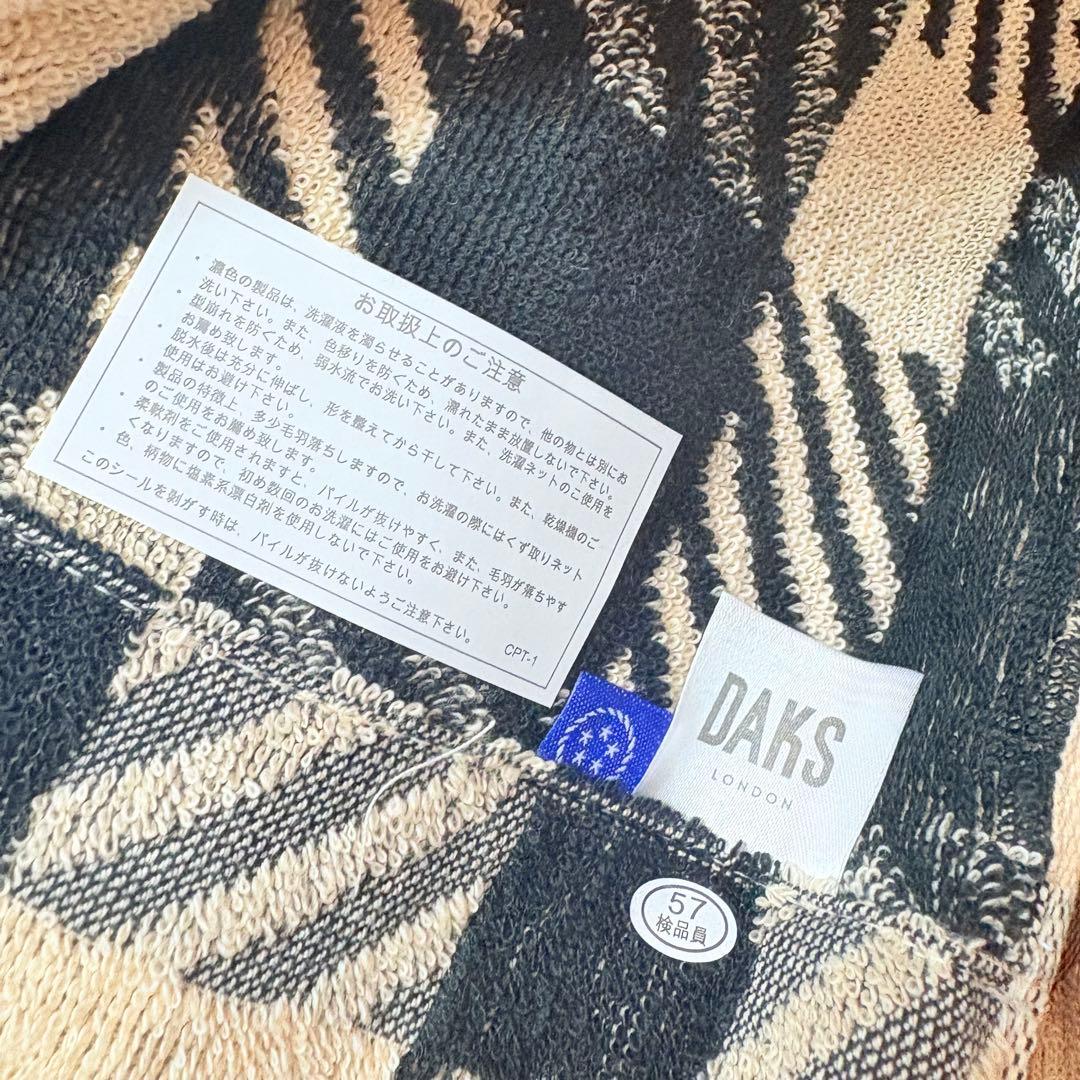 お取扱上のご注意
・濃色の製品は、洗濯液を濁らせることがありますので、他の物とは別にお
洗い下さい。また、色移りを防ぐため、濡れたまま放置しないで下さい。
・型崩れを防ぐため、弱水流でお洗い下さい。また、洗濯ネットのご使用を
お薦め致します。
・脱水後は充分に伸ばし、形を整えてから干して下さい。また、乾燥機のご
使用はお避け下さい。
・製品の特徴上、多少毛羽落ちしますので、お洗濯の際にはくず取りネット
のご使用をお薦め致します。
・柔軟剤をご使用されますと、パイルが抜けやすく、また、毛羽が落ちやす
くなりますので、初め数回のお洗濯にはご使用をお避け下さい。
・色、柄物に塩素系漂白剤を使用しないで下さい。
このシールを剥がす時は、パイルが抜けないようご注意下さい。
CPT-1
DAKS
LONDON
57
検品員